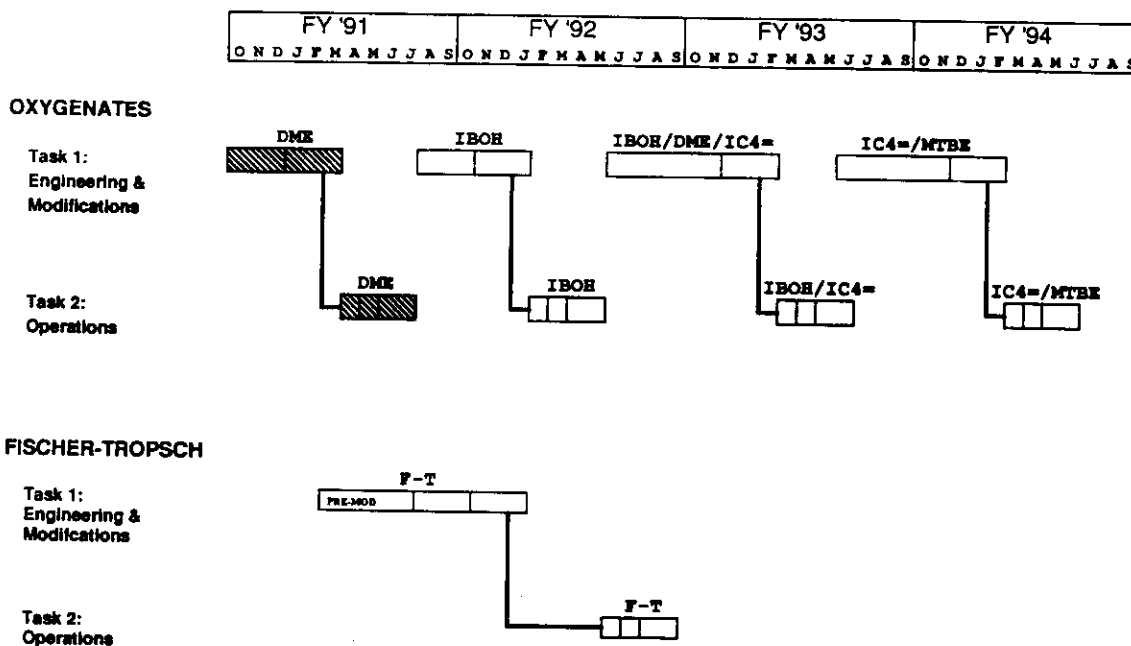 FY '91 FY '92 FY '93 FY '94
O N D J F M A M J J A S O N D J F M A M J J A S O N D J F M A M J J A S O N D J F M A M J J A S
OXYGENATES
DME IBOH IBOH/DME/IC4= IC4=/MTBE
Task 1:
Engineering &
Modifications
DME IBOH IBOH/IC4= IC4=/MTBE
Task 2:
Operations
FISCHER-TROPSCH
F-T
Task 1:
PRE-MOD
Engineering &
Modifcations
F-T
Task 2:
Operations